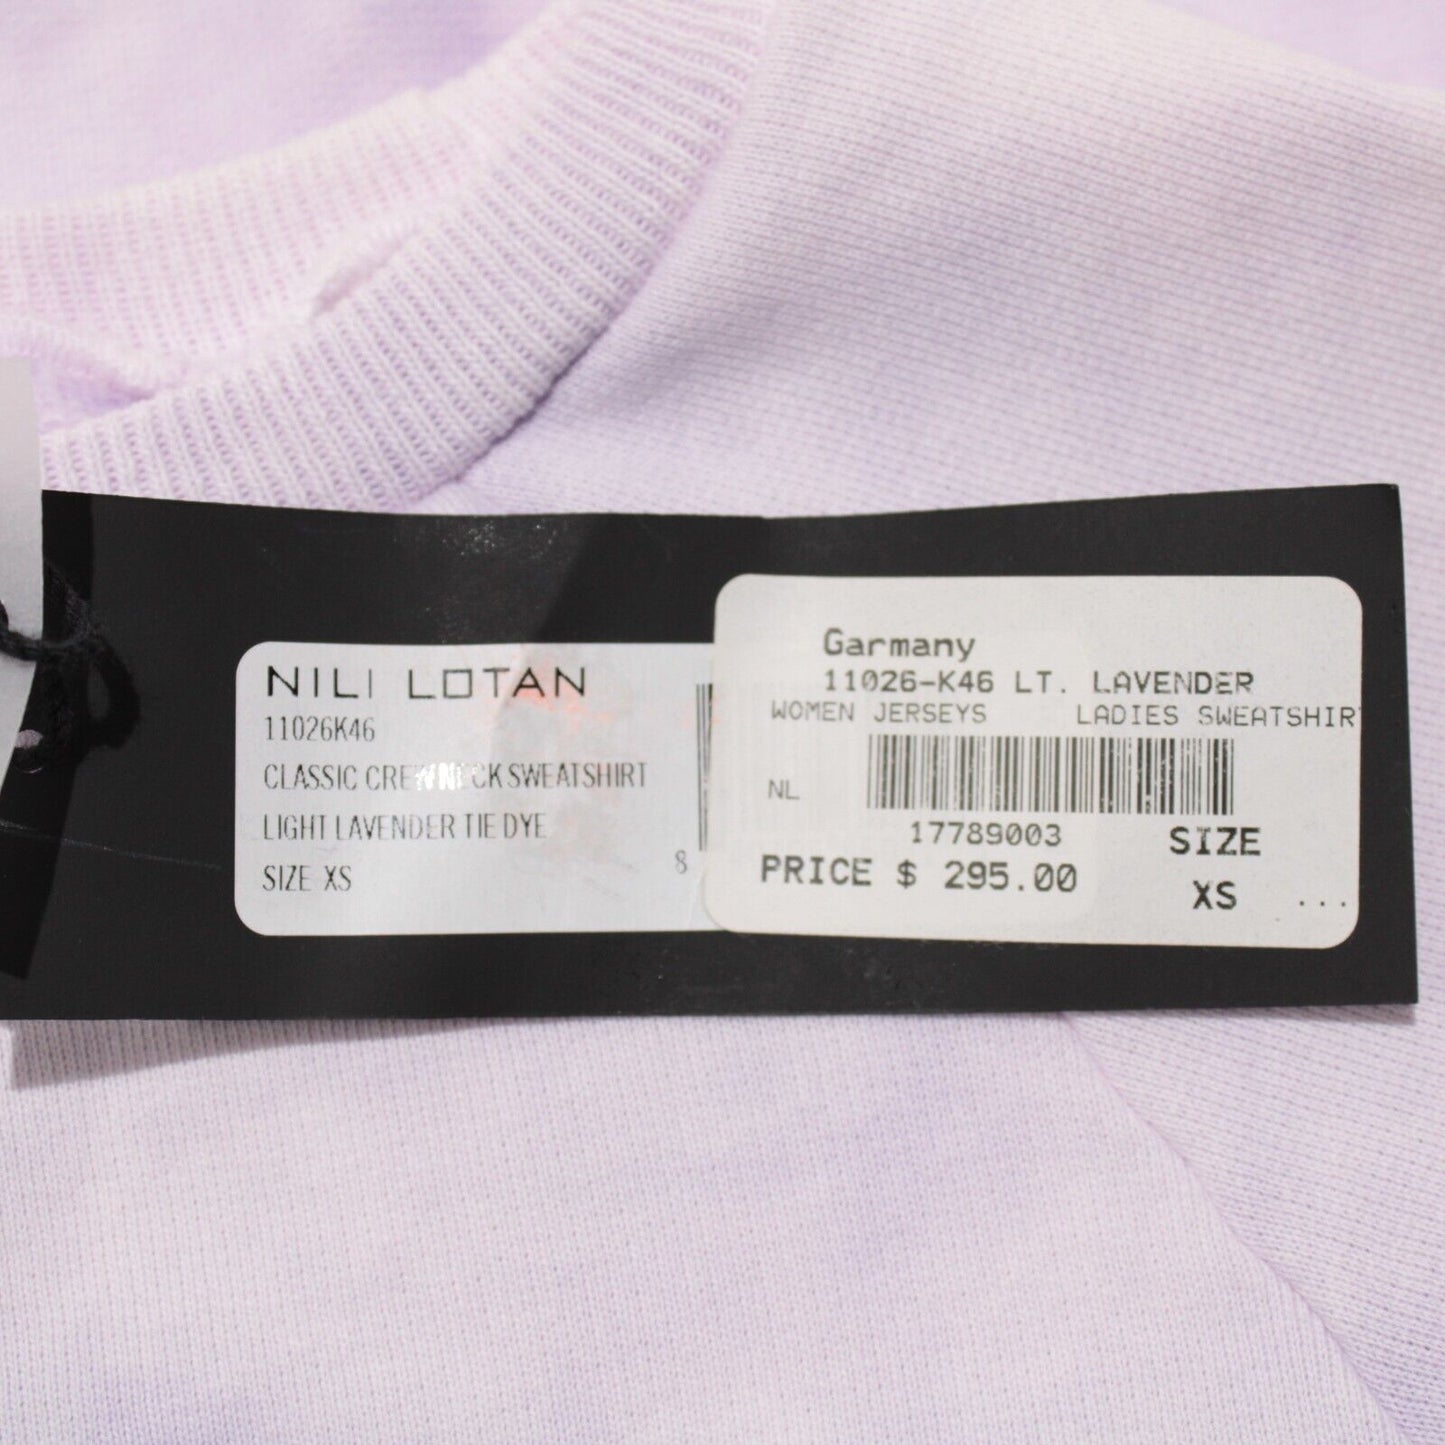 NILI LOTAN
11026K46
CLASSIC CREWNECK SWEATSHIRT
LIGHT LAVENDER TIE DYE
SIZE XS
8
Garmany
11026-K46 LT. LAVENDER
WOMEN JERSEYS LADIES SWEATSHIRT
NL
17789003
SIZE
PRICE $ 295.00
XS ...